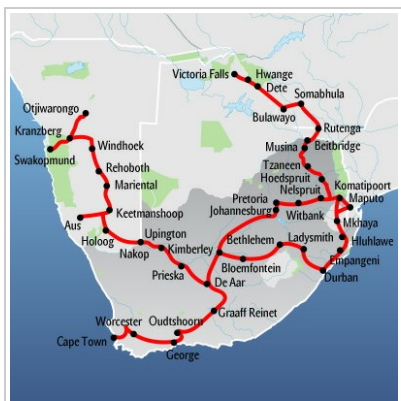 Victoria Falls
Hwange
Dete
Somabhula
Bulawayo
Rutenga
Otjiwarongo
Kranzberg
Swakopmund
Windhoek
Rehoboth
Mariental
Musina
Beitbridge
Tzaneen
Hoedspruit
Nelspruit
Komatipoort
Pretoria
Maputo
Johannesburg
Witbank
Mkhaya
Keetmanshoop
Aus
Holoog
Upington
Nakop
Kimberley
Bethlehem
Ladysmith
Hluhluwe
Empangeni
Prieska
Bloemfontein
Durban
De Aar
Graaff Reinet
Worcester
Oudtshoorn
Cape Town
George